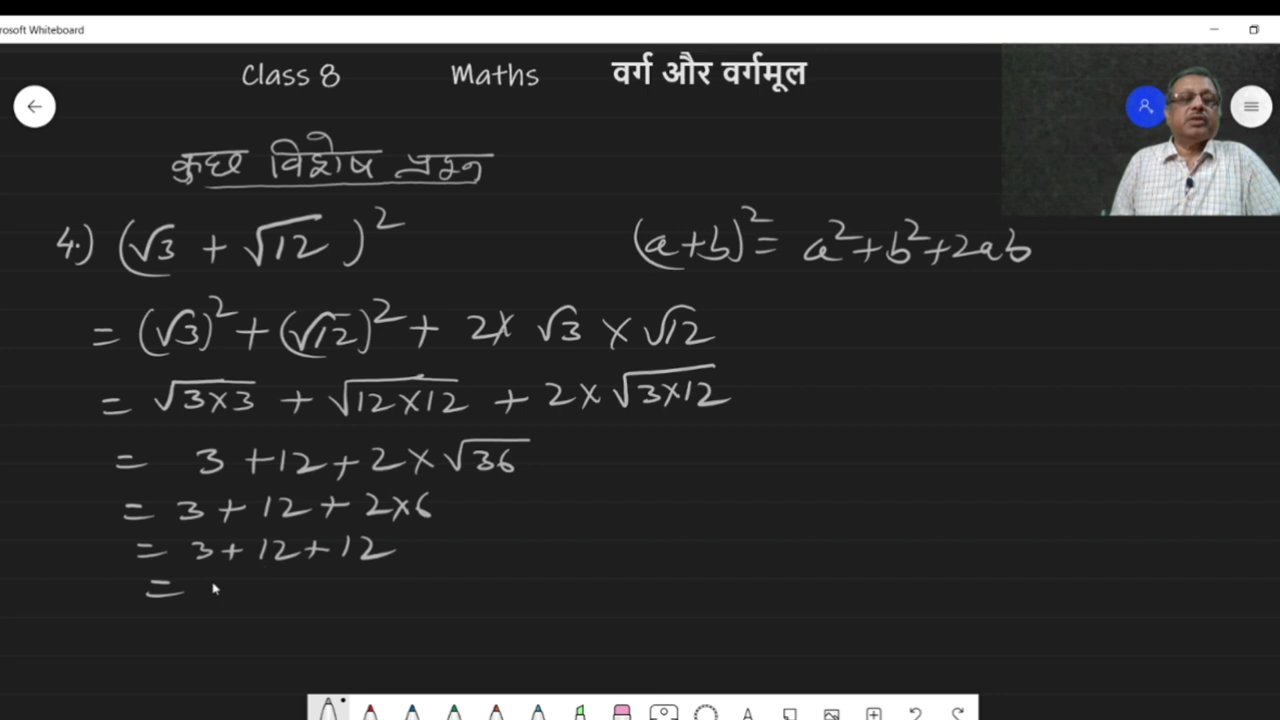 rosoft Whiteboard
Class 8 Maths वर्ग और वर्गमूल
कुछ विशेष प्रश्न
4.) (√3 + √12)² (a+b)² = a²+b²+2ab
= (√3)² + (√12)² + 2× √3 × √12
= √3×3 + √12×12 + 2×√3×12
= 3 +12+2×√36
= 3 + 12 + 2×6
= 3+12+12
=